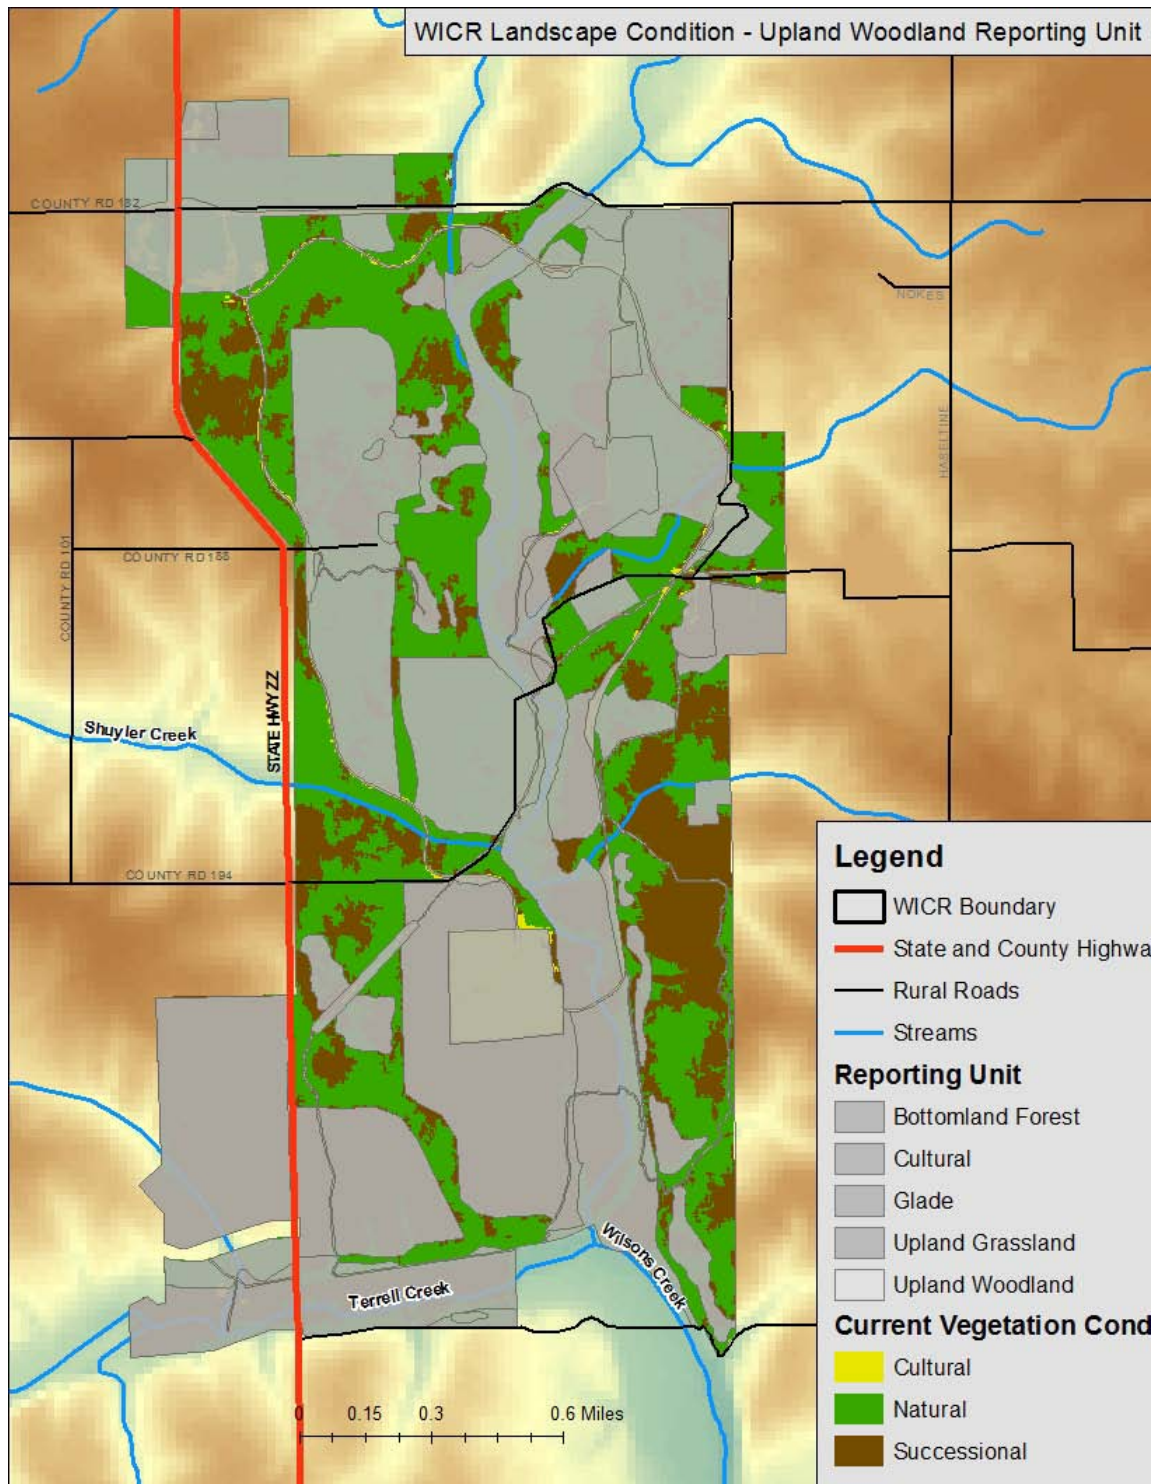 WICR Landscape Condition - Upland Woodland Reporting Unit
COUNTY RD 182
NOKES
HASELTINE
COUNTY RD 101
COUNTY RD 188
STATE HWY ZZ
Shuyler Creek
COUNTY RD 194
Wilsons Creek
Terrell Creek
0 0.15 0.3 0.6 Miles
Legend
WICR Boundary
State and County Highwa
Rural Roads
Streams
Reporting Unit
Bottomland Forest
Cultural
Glade
Upland Grassland
Upland Woodland
Current Vegetation Cond
Cultural
Natural
Successional